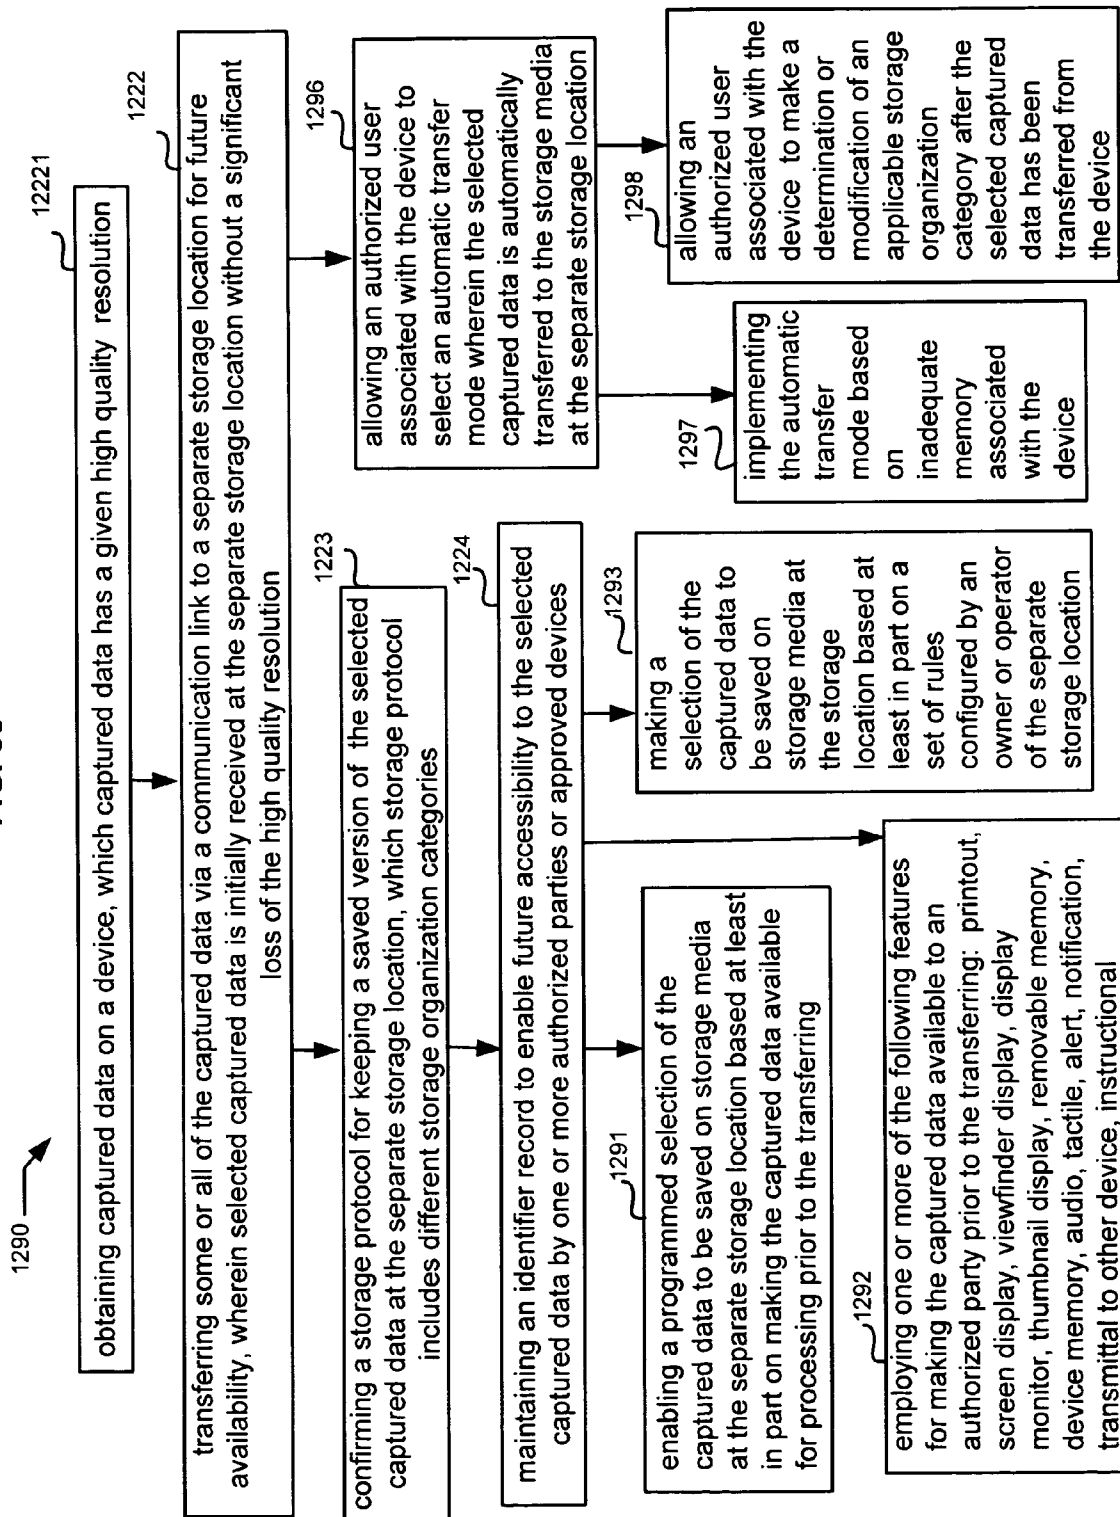 1290
12221
obtaining captured data on a device, which captured data has a given high quality resolution
1222
transferring some or all of the captured data via a communication link to a separate storage location for future
availability, wherein selected captured data is initially received at the separate storage location without a significant
loss of the high quality resolution
1223
confirming a storage protocol for keeping a saved version of the selected
captured data at the separate storage location, which storage protocol
includes different storage organization categories
1224
maintaining an identifier record to enable future accessibility to the selected
captured data by one or more authorized parties or approved devices
1296
allowing an authorized user
associated with the device to
select an automatic transfer
mode wherein the selected
captured data is automatically
transferred to the storage media
at the separate storage location
1291
enabling a programmed selection of the
captured data to be saved on storage media
at the separate storage location based at least
in part on making the captured data available
for processing prior to the transferring
1293
making a
selection of the
captured data to
be saved on
storage media at
the storage
location based at
least in part on a
set of rules
configured by an
owner or operator
of the separate
storage location
1297
implementing
the automatic
transfer
mode based
on
inadequate
memory
associated
with the
device
1298
allowing an
authorized user
associated with the
device to make a
determination or
modification of an
applicable storage
organization
category after the
selected captured
data has been
transferred from
the device
1292
employing one or more of the following features
for making the captured data available to an
authorized party prior to the transferring: printout,
screen display, viewfinder display, display
monitor, thumbnail display, removable memory,
device memory, audio, tactile, alert, notification,
transmittal to other device, instructional